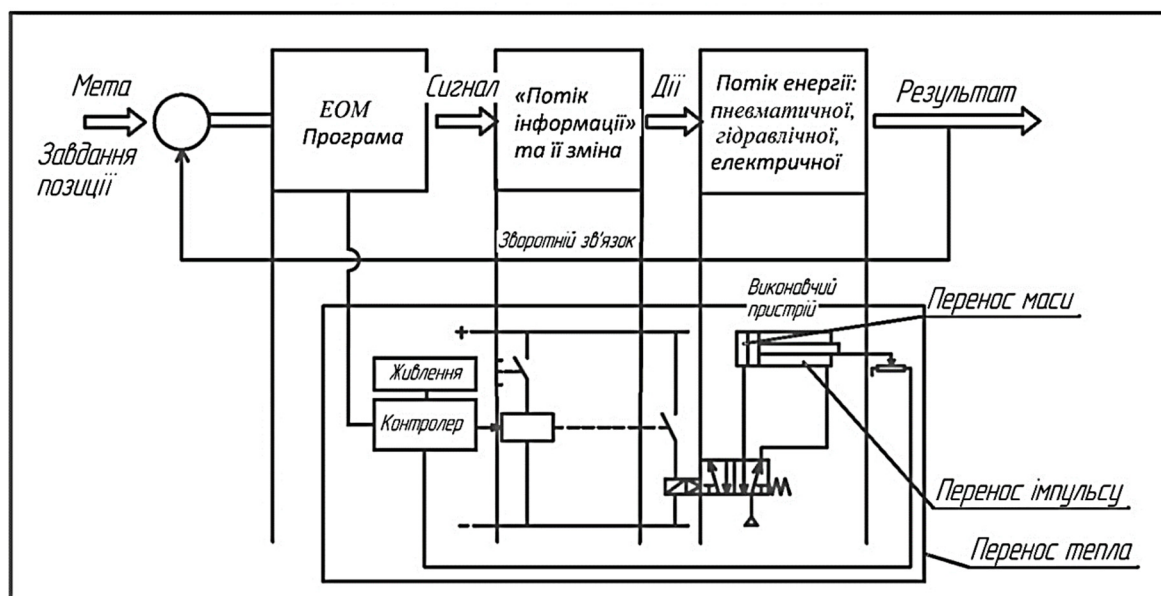 Мета
Завдання
позиції
ЕОМ
Програма
Сигнал
«Потік
інформації»
та її зміна
Дії
Потік енергії:
пневматичної,
гідравлічної,
електричної
Результат
Зворотній зв'язок
Виконавчий
пристрій
Перенос маси
+
Живлення
Контролер
Перенос імпульсу
-
Перенос тепла